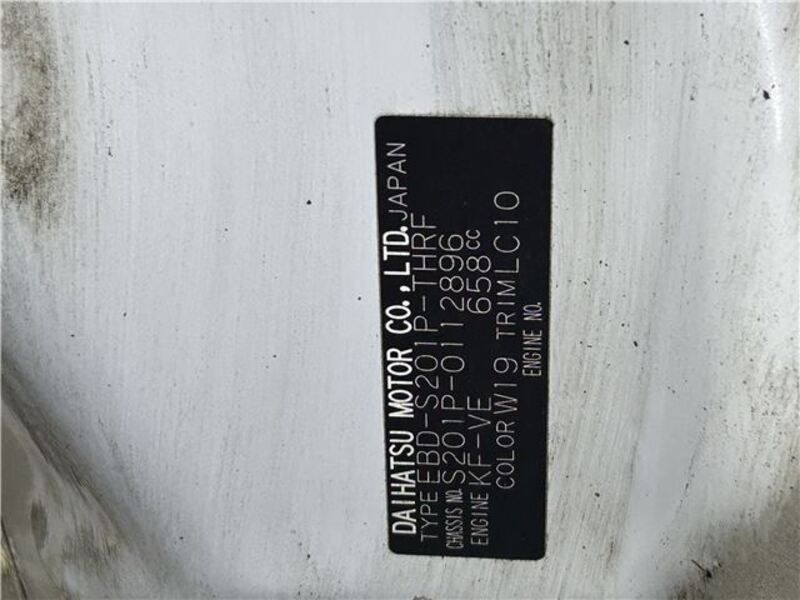 DAIHATSU MOTOR CO., LTD. JAPAN
TYPE EBD-S201P-THRF
CHASSIS NO. S201P-0112896
ENGINE KF-VE 658CC
COLOR W19 TRIM LC10
ENGINE NO.